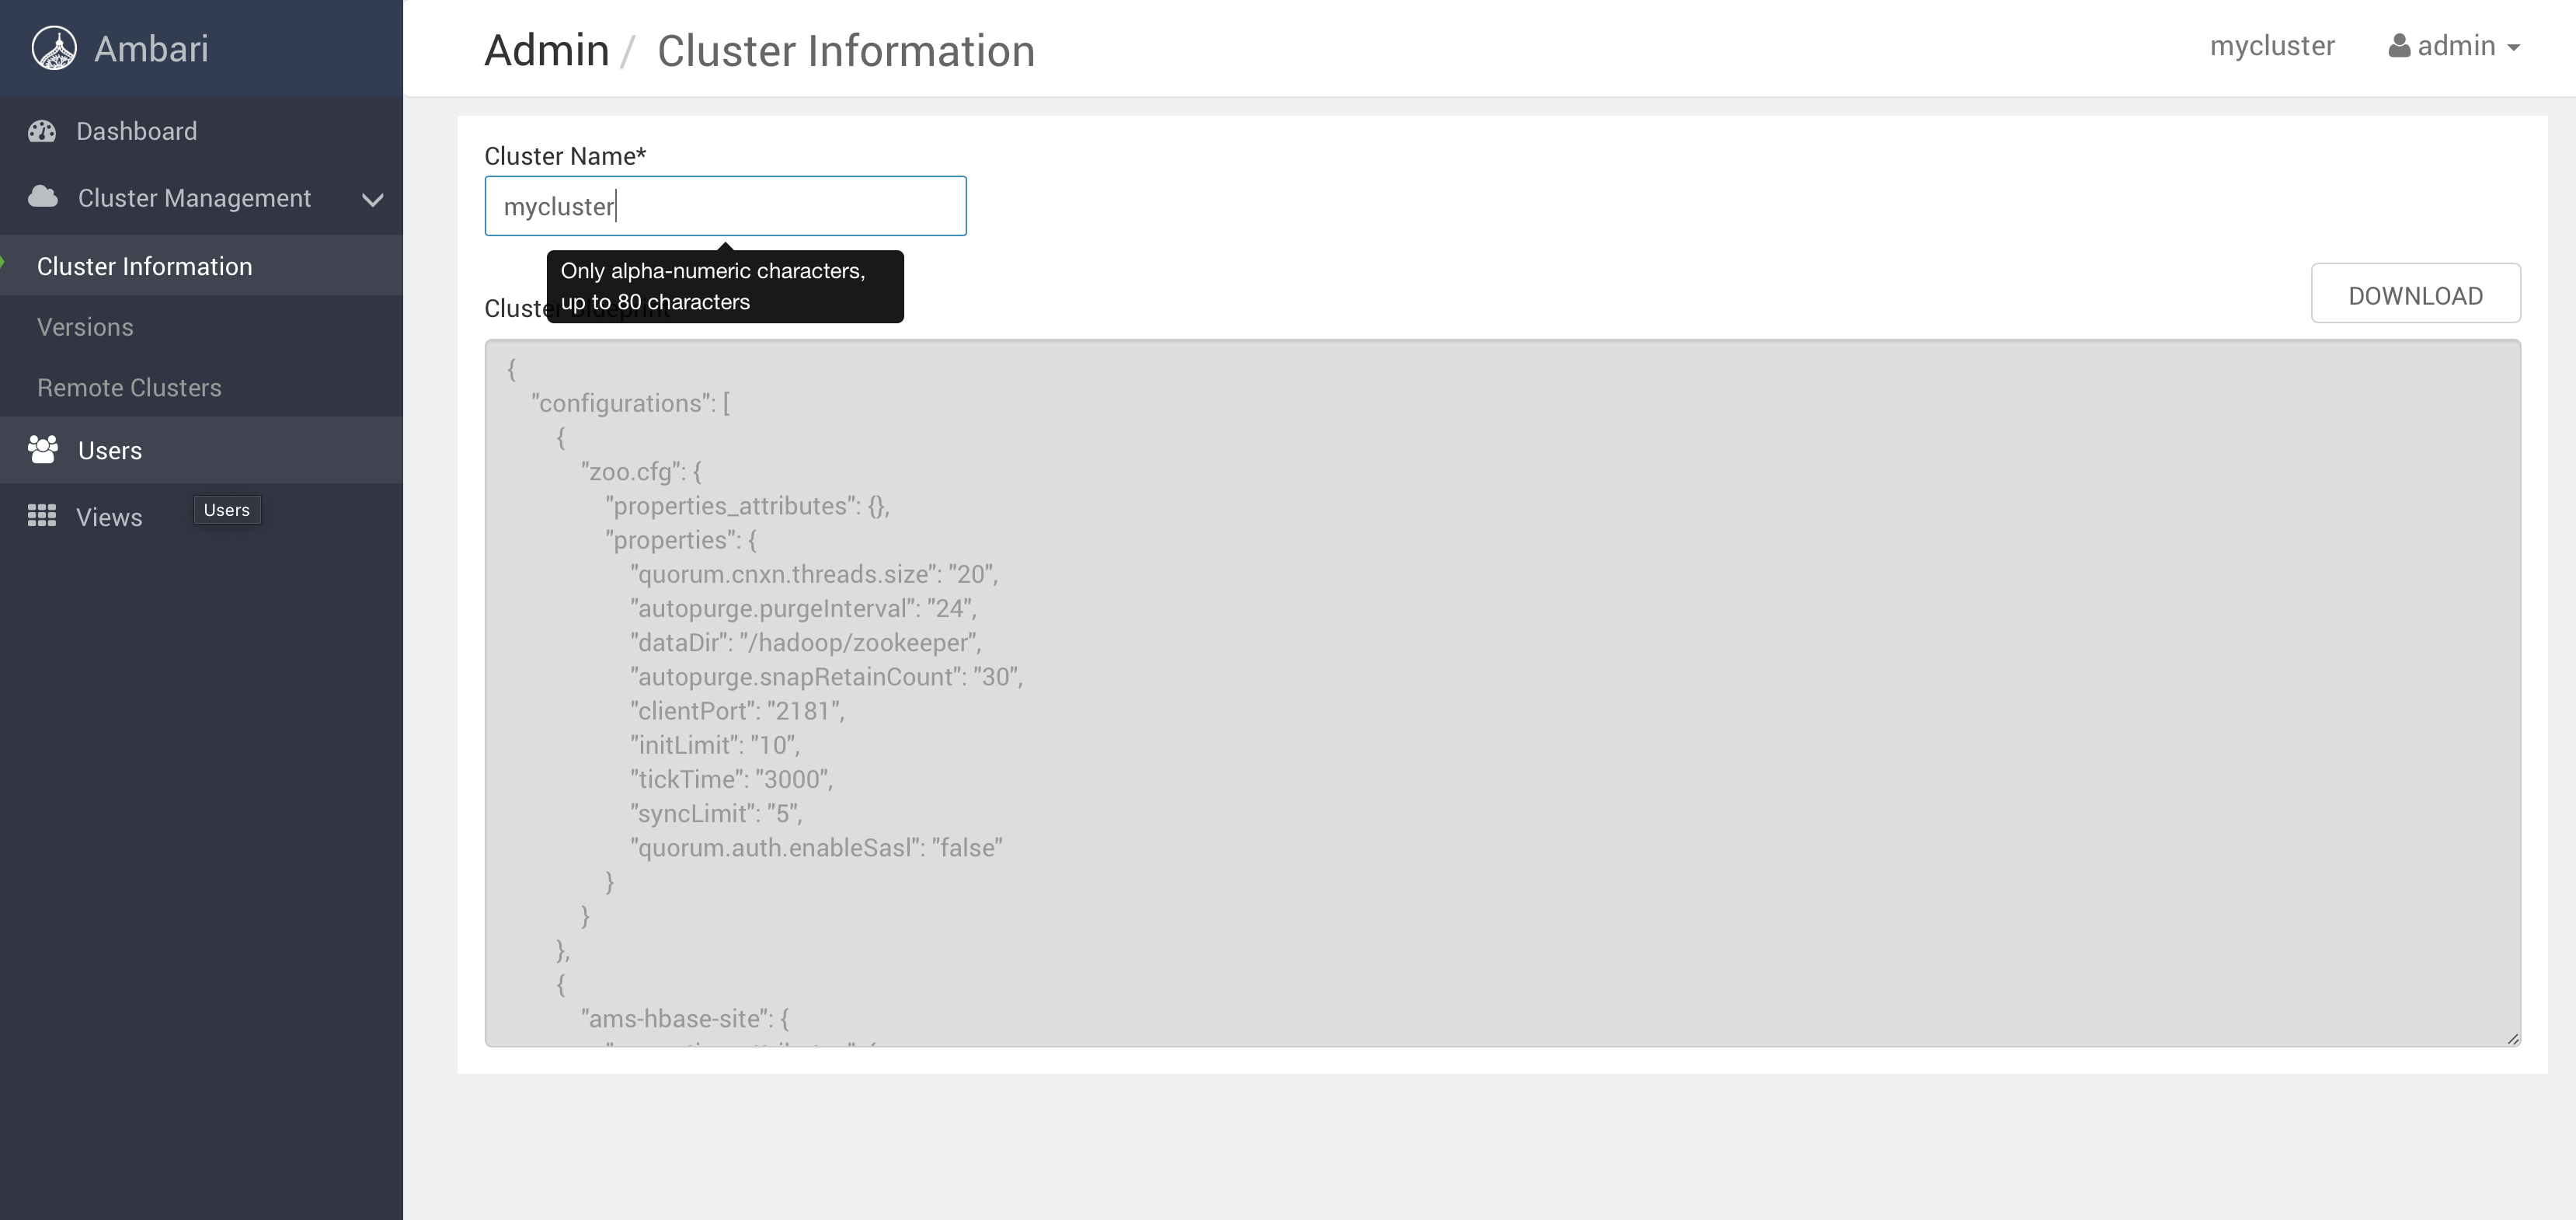 Ambari
Admin / Cluster Information
mycluster
admin
Dashboard
Cluster Management
Cluster Information
Versions
Remote Clusters
Users
Views
Users
Cluster Name*
mycluster
Only alpha-numeric characters,
up to 80 characters
Cluster Blueprint
DOWNLOAD
{
"configurations": [
{
"zoo.cfg": {
"properties_attributes": {},
"properties": {
"quorum.cnxn.threads.size": "20",
"autopurge.purgeInterval": "24",
"dataDir": "/hadoop/zookeeper",
"autopurge.snapRetainCount": "30",
"clientPort": "2181",
"initLimit": "10",
"tickTime": "3000",
"syncLimit": "5",
"quorum.auth.enableSasl": "false"
}
}
},
{
"ams-hbase-site": {